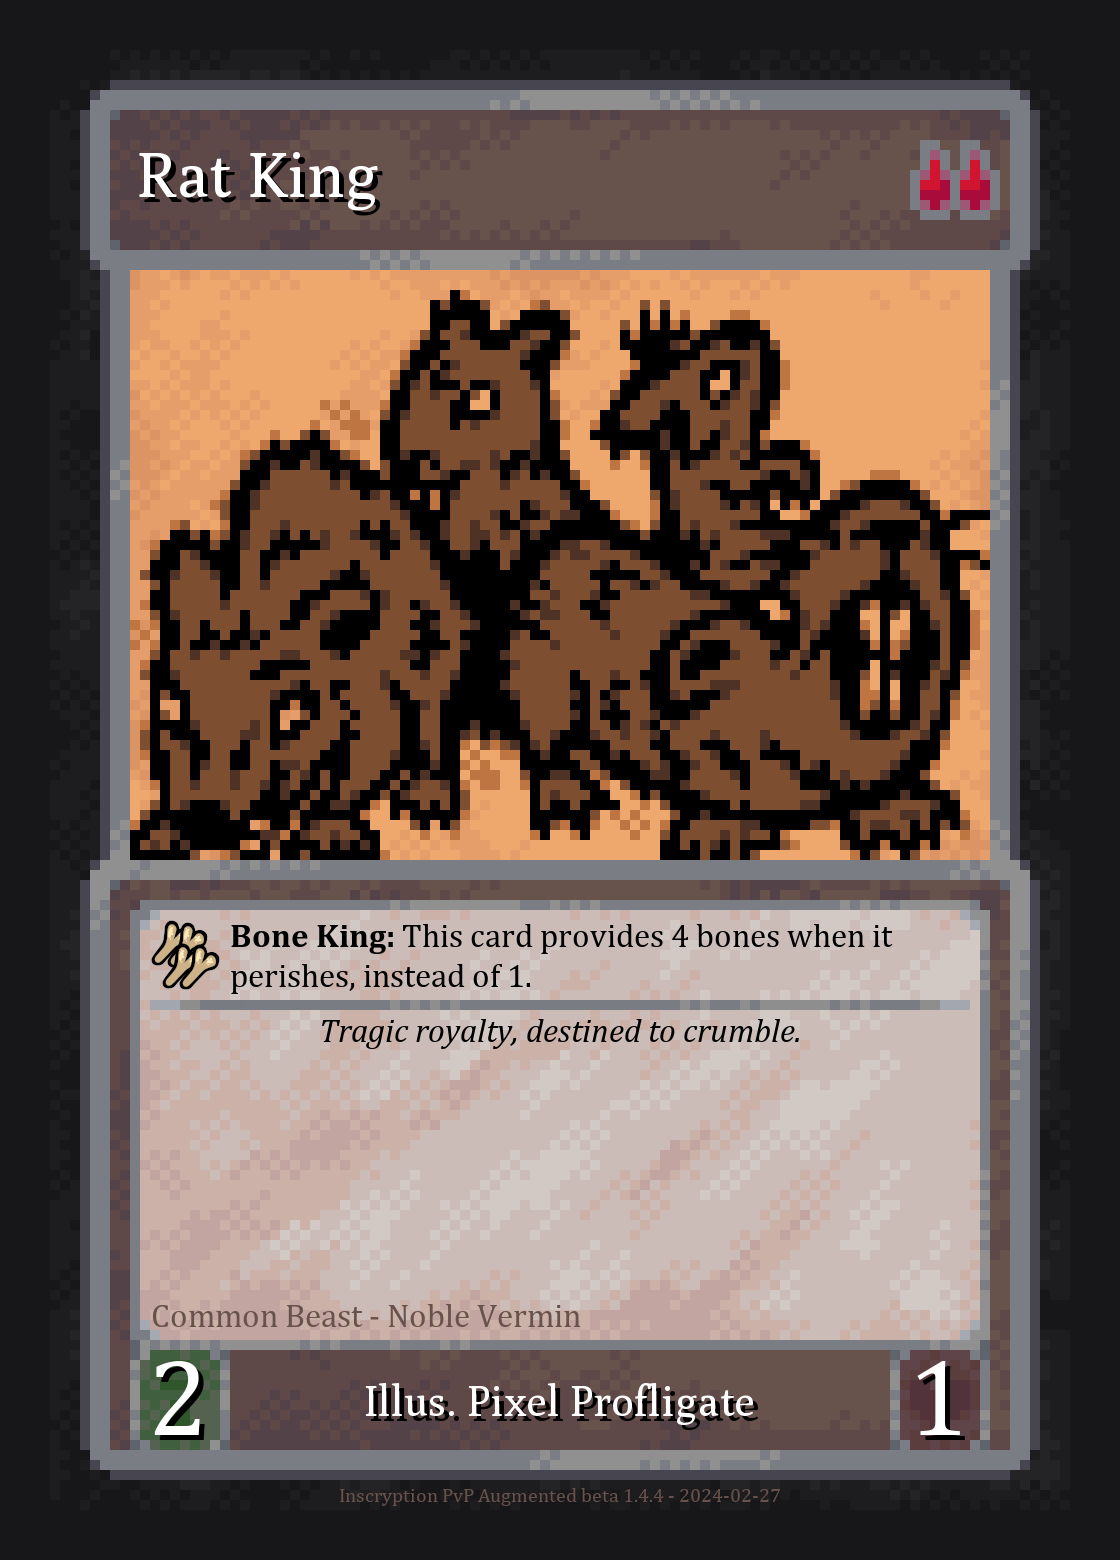 Rat King
Bone King: This card provides 4 bones when it
perishes, instead of 1.
Tragic royalty, destined to crumble.
Common Beast - Noble Vermin
2
Illus. Pixel Profligate
1
Inscryption PvP Augmented beta 1.4.4 - 2024-02-27